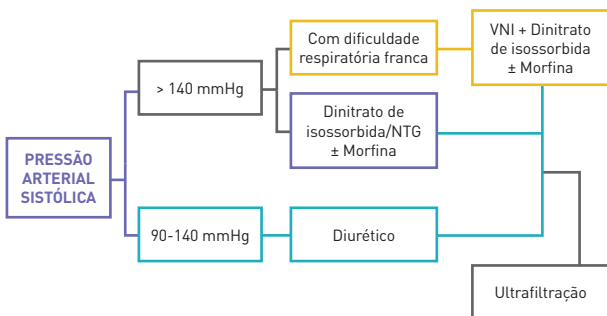 PRESSÃO
ARTERIAL
SISTÓLICA
> 140 mmHg
90-140 mmHg
Com dificuldade
respiratória franca
Dinitrato de
isossorbida/NTG
± Morfina
Diurético
VNI + Dinitrato
de isossorbida
± Morfina
Ultrafiltração